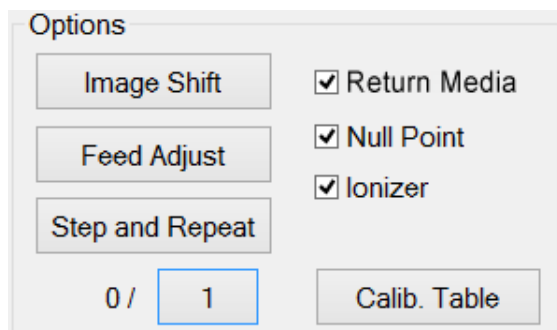 Options
Image Shift
Return Media
Feed Adjust
Null Point
Ionizer
Step and Repeat
0 / 1
Calib. Table